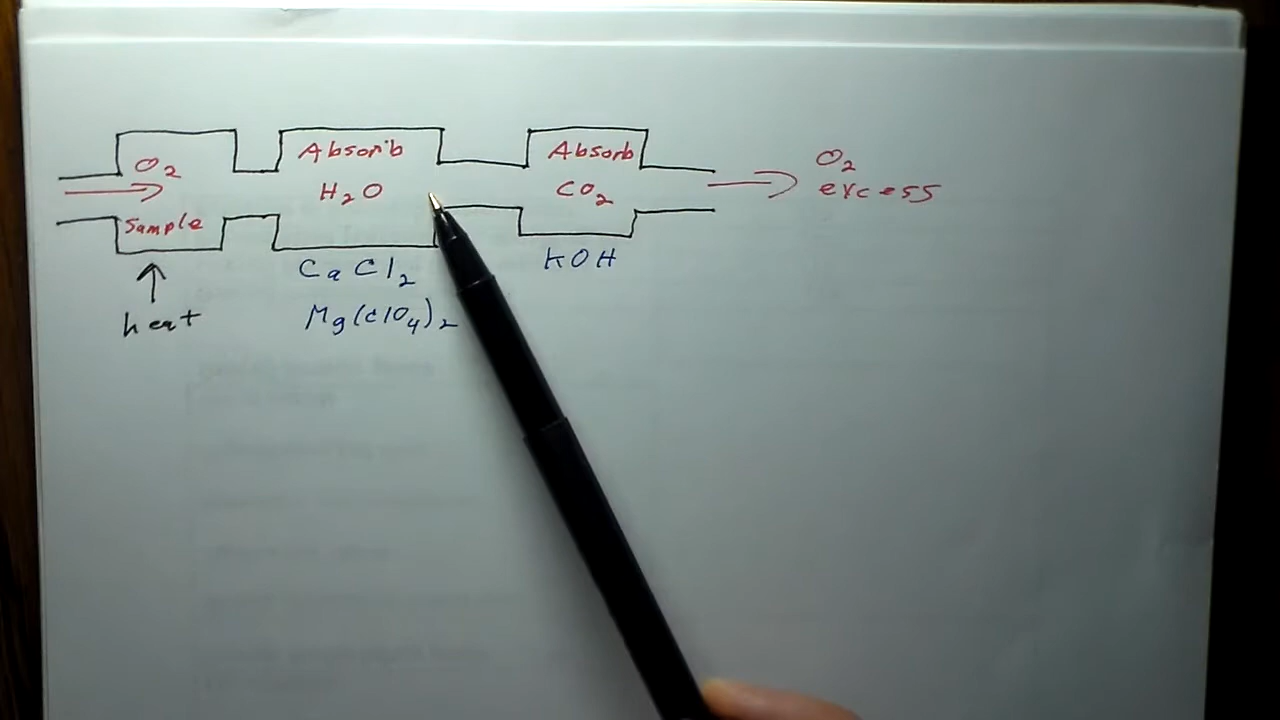 O2
Sample
heat
Absorb
H2O
CaCl2
Mg(ClO4)2
Absorb
CO2
KOH
O2
excess